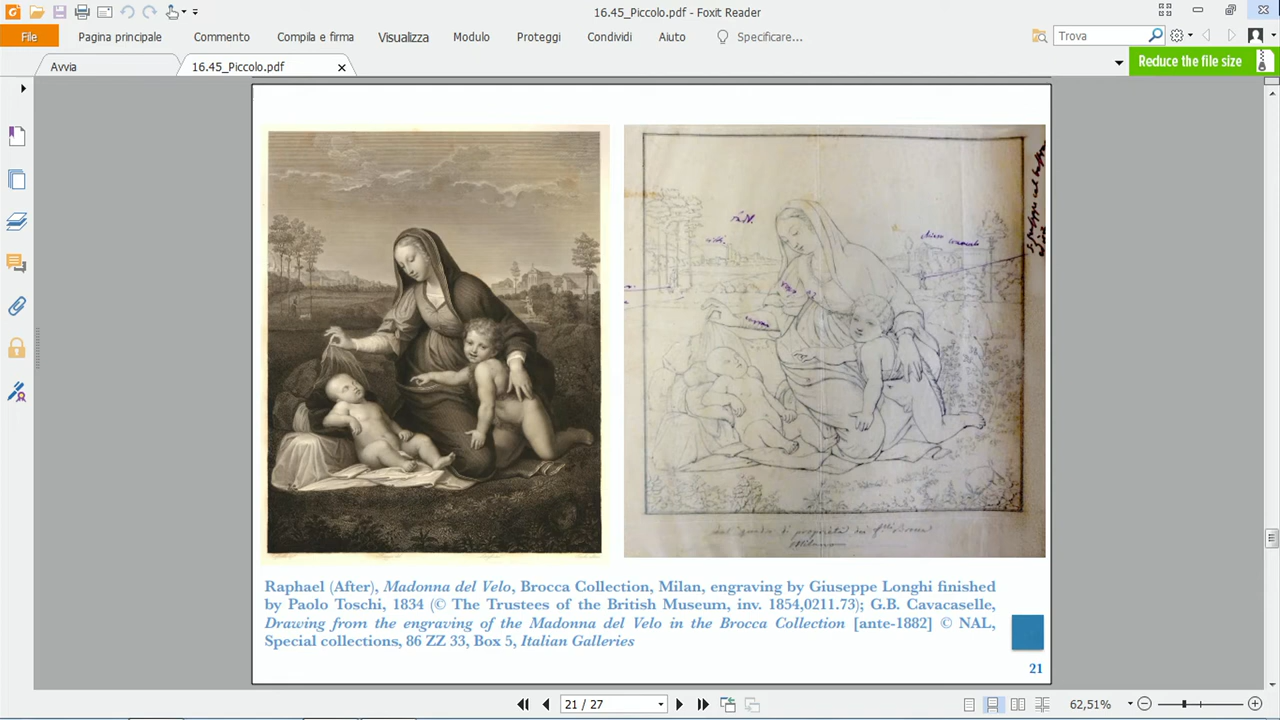 16.45_Piccolo.pdf - Foxit Reader
File Pagina principale Commento Compila e firma Visualizza Modulo Proteggi Condividi Aiuto Specificare... Trova
Avvia 16.45_Piccolo.pdf Reduce the file size
Milano
Raphael (After), Madonna del Velo, Brocca Collection, Milan, engraving by Giuseppe Longhi finished
by Paolo Toschi, 1834 (© The Trustees of the British Museum, inv. 1854,0211.73); G.B. Cavacaselle,
Drawing from the engraving of the Madonna del Velo in the Brocca Collection [ante-1882] © NAL,
Special collections, 86 ZZ 33, Box 5, Italian Galleries
21
21 / 27 62,51%